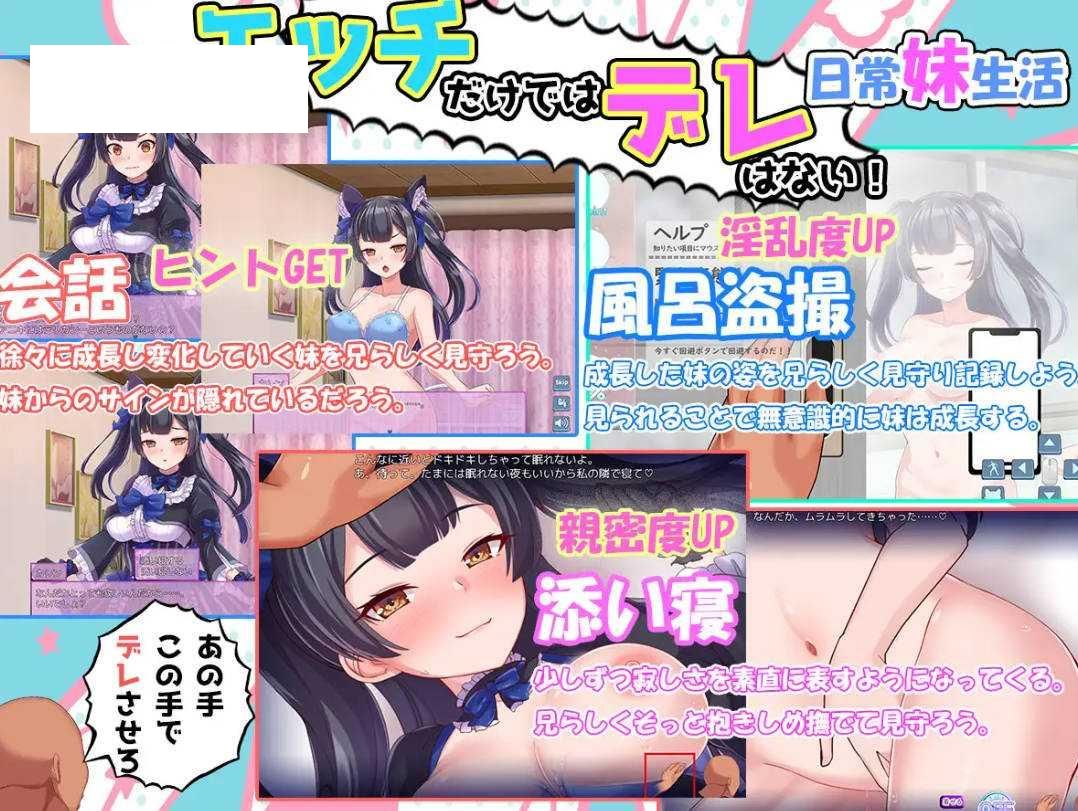 エッチだけではデレはない！
日常妹生活
会話
ヒントGET
徐々に成長し変化していく妹を兄らしく見守ろう。
妹からのサインが隠れているだろう。
Skip
ヘルプ
淫乱度UP
風呂盗撮
今すぐ回避ボタンで回避するのだ！！
成長した妹の姿を兄らしく見守り記録しよう
見られることで無意識的に妹は成長する。
こんなに近いとドキドキしちゃって眠れないよ。
あ、待って、たまには眠れない夜もいいから私の隣で寝て♡
親密度UP
添い寝
少しずつ寂しさを素直に表すようになってくる。
兄らしくそっと抱きしめ撫でて見守ろう。
なんだか、ムラムラしてきちゃった……♡
あの手
この手で
デレさせろ